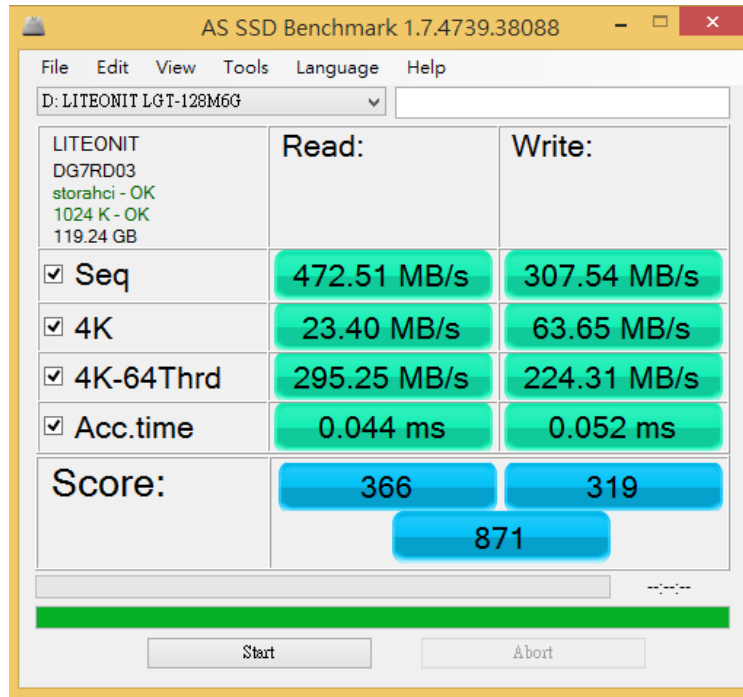 AS SSD Benchmark 1.7.4739.38088
File Edit View Tools Language Help
D: LITEONIT LGT-128M6G
LITEONIT
DG7RD03
storahci - OK
1024 K - OK
119.24 GB
Read: Write:
Seq 472.51 MB/s 307.54 MB/s
4K 23.40 MB/s 63.65 MB/s
4K-64Thrd 295.25 MB/s 224.31 MB/s
Acc.time 0.044 ms 0.052 ms
Score: 366 319
871
--:--:--
Start Abort